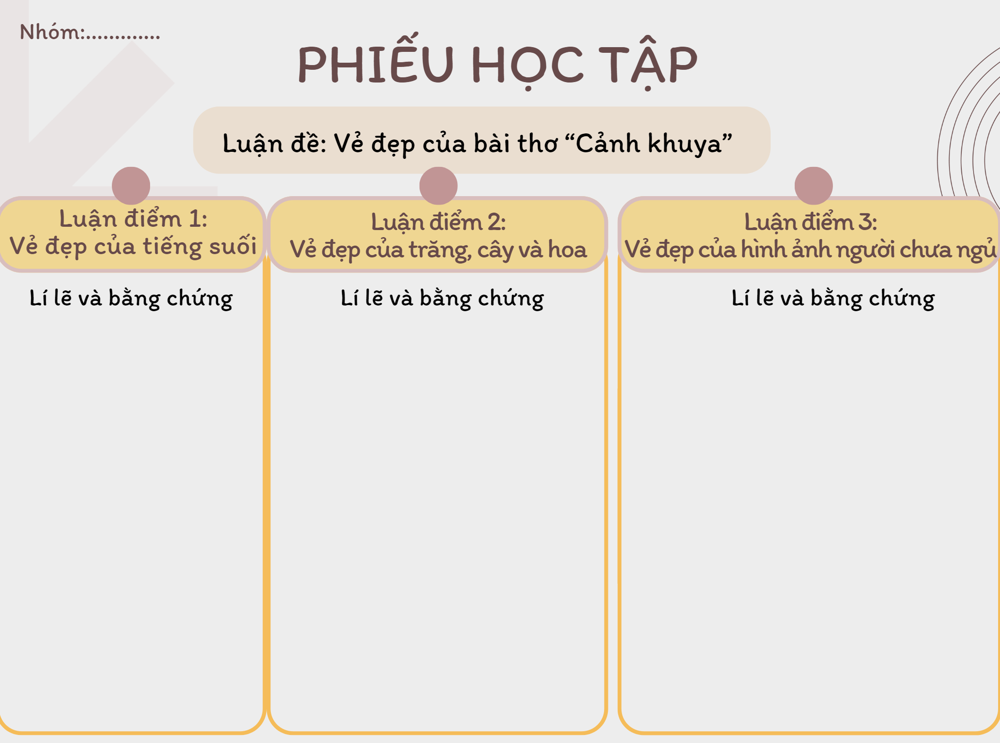 Nhóm:.............
PHIẾU HỌC TẬP
Luận đề: Vẻ đẹp của bài thơ “Cảnh khuya”
Luận điểm 1:
Vẻ đẹp của tiếng suối
Lí lẽ và bằng chứng
Luận điểm 2:
Vẻ đẹp của trăng, cây và hoa
Lí lẽ và bằng chứng
Luận điểm 3:
Vẻ đẹp của hình ảnh người chưa ngủ
Lí lẽ và bằng chứng